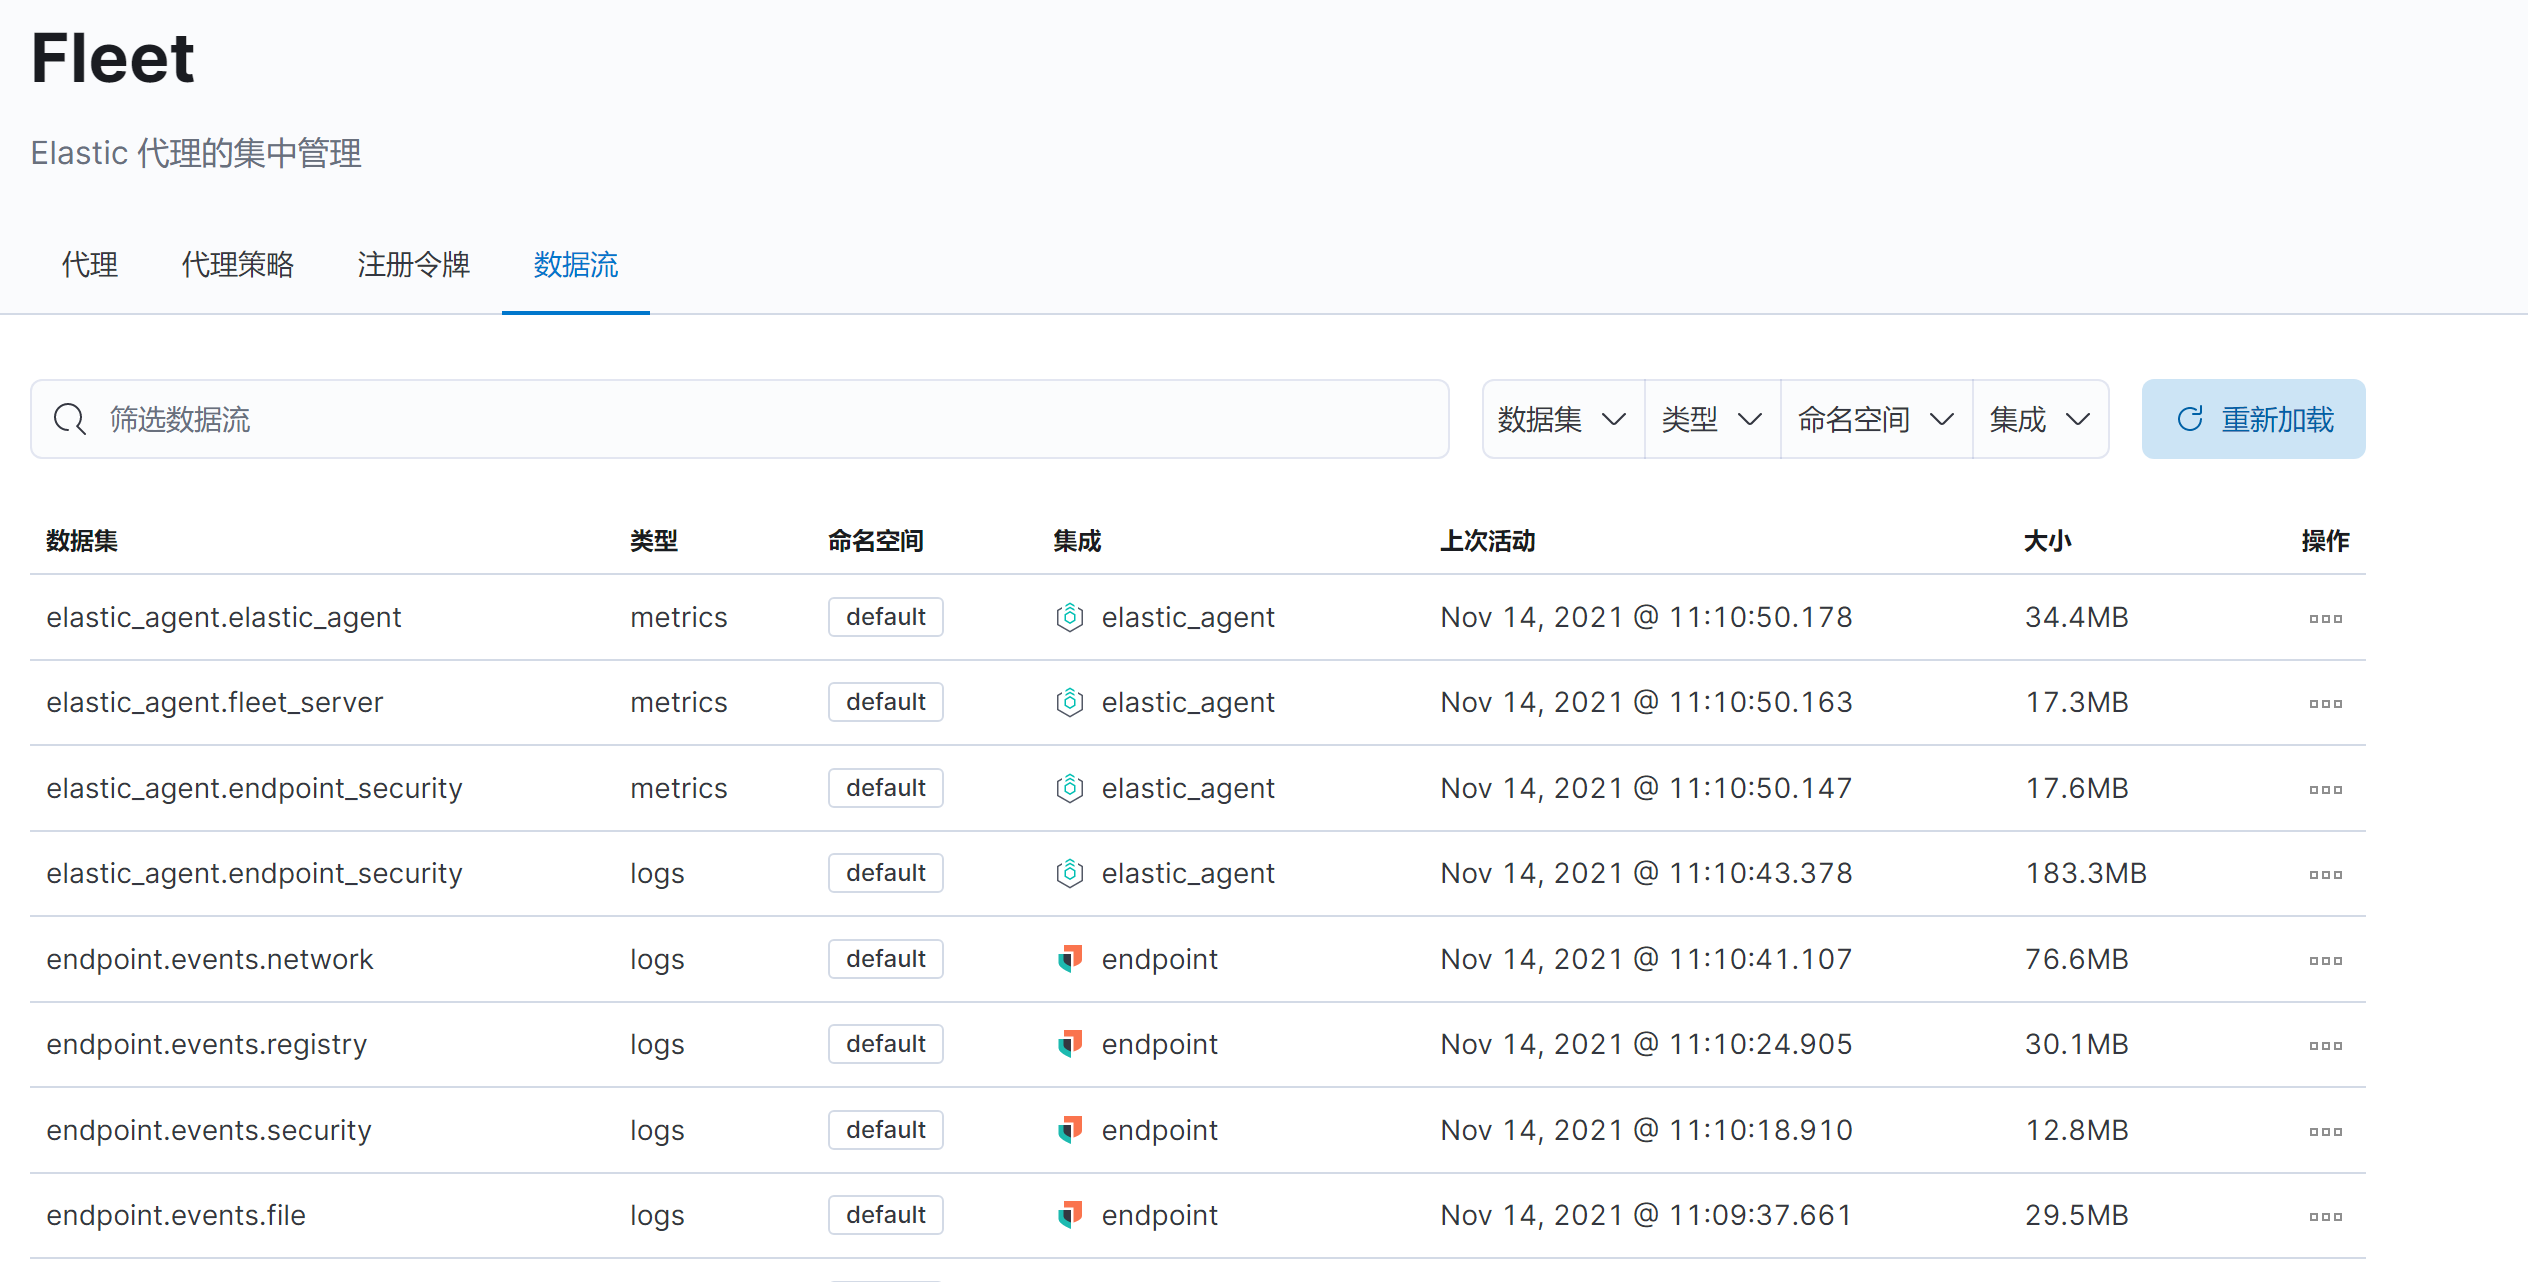 Fleet
Elastic 代理的集中管理
代理 代理策略 注册令牌 数据流
筛选数据流 数据集 类型 命名空间 集成 重新加载
数据集 类型 命名空间 集成 上次活动 大小 操作
elastic_agent.elastic_agent metrics default elastic_agent Nov 14, 2021 @ 11:10:50.178 34.4MB
elastic_agent.fleet_server metrics default elastic_agent Nov 14, 2021 @ 11:10:50.163 17.3MB
elastic_agent.endpoint_security metrics default elastic_agent Nov 14, 2021 @ 11:10:50.147 17.6MB
elastic_agent.endpoint_security logs default elastic_agent Nov 14, 2021 @ 11:10:43.378 183.3MB
endpoint.events.network logs default endpoint Nov 14, 2021 @ 11:10:41.107 76.6MB
endpoint.events.registry logs default endpoint Nov 14, 2021 @ 11:10:24.905 30.1MB
endpoint.events.security logs default endpoint Nov 14, 2021 @ 11:10:18.910 12.8MB
endpoint.events.file logs default endpoint Nov 14, 2021 @ 11:09:37.661 29.5MB